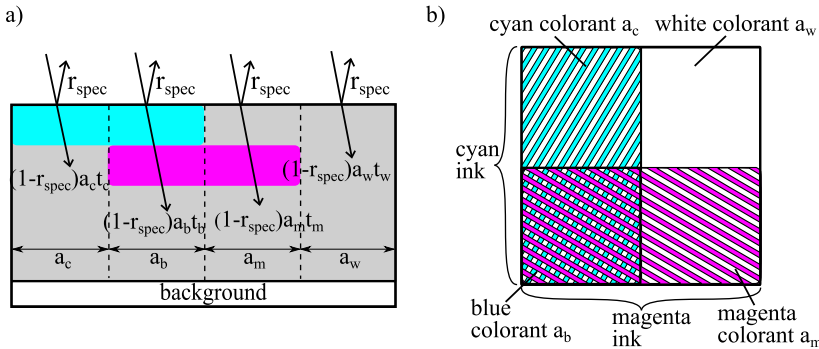 a)
r_spec r_spec r_spec r_spec
(1-r_spec)a_ct_c (1-r_spec)a_wt_w
(1-r_spec)a_bt_b (1-r_spec)a_mt_m
a_c a_b a_m a_w
background
b)
cyan colorant a_c white colorant a_w
cyan
ink
blue
colorant a_b
magenta
ink
magenta
colorant a_m